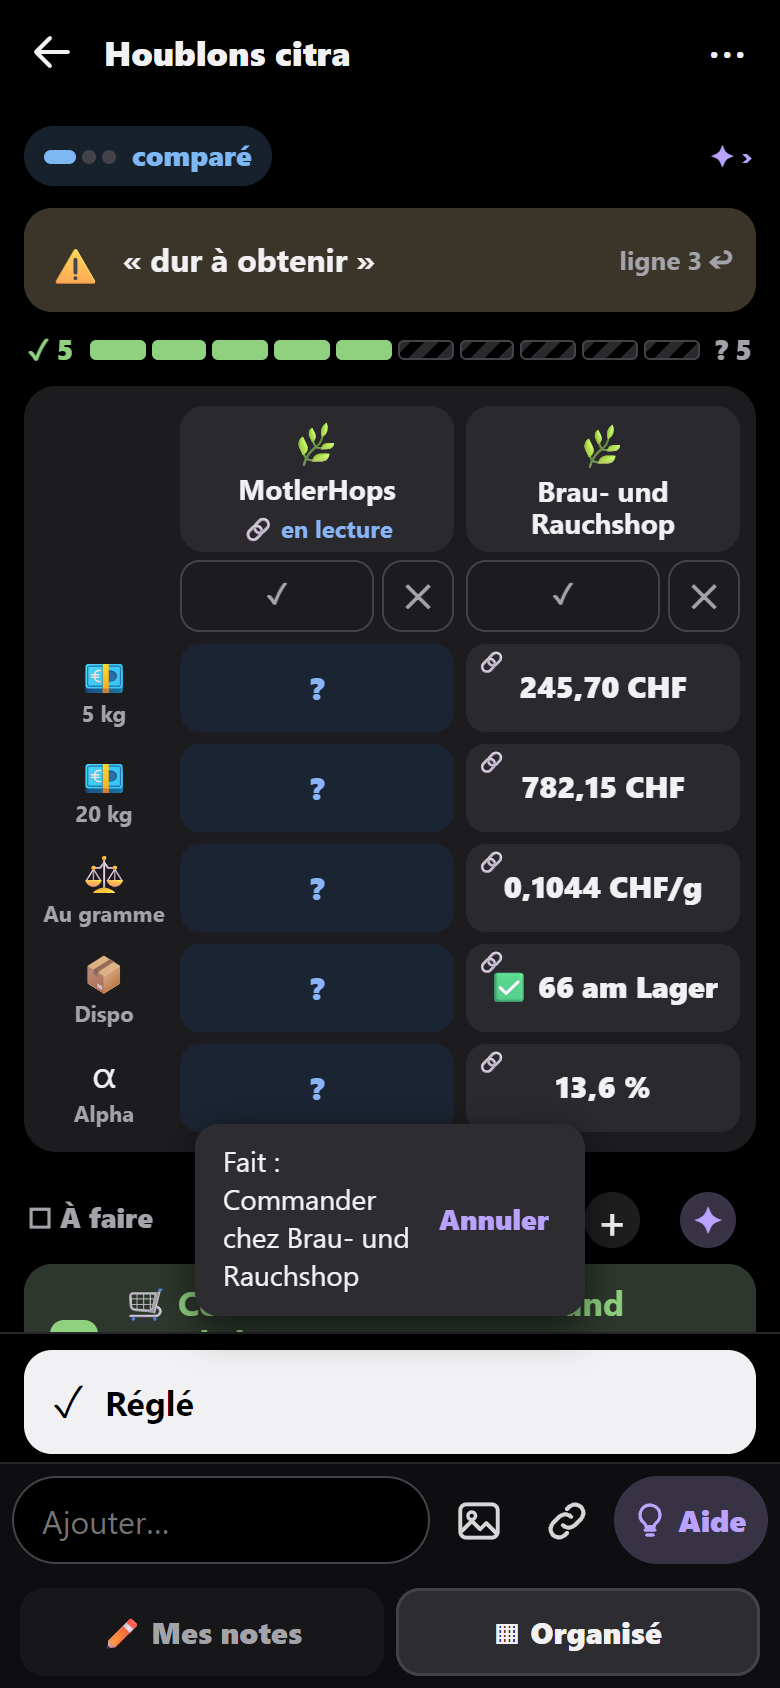 Houblons citra
comparé
« dur à obtenir »
ligne 3
✓ 5
? 5
MotlerHops
en lecture
Brau- und
Rauchshop
5 kg
?
245,70 CHF
20 kg
?
782,15 CHF
Au gramme
?
0,1044 CHF/g
Dispo
?
66 am Lager
α
Alpha
?
13,6 %
À faire
Fait :
Commander
chez Brau- und
Rauchshop
Annuler
Réglé
Ajouter...
Aide
Mes notes
Organisé